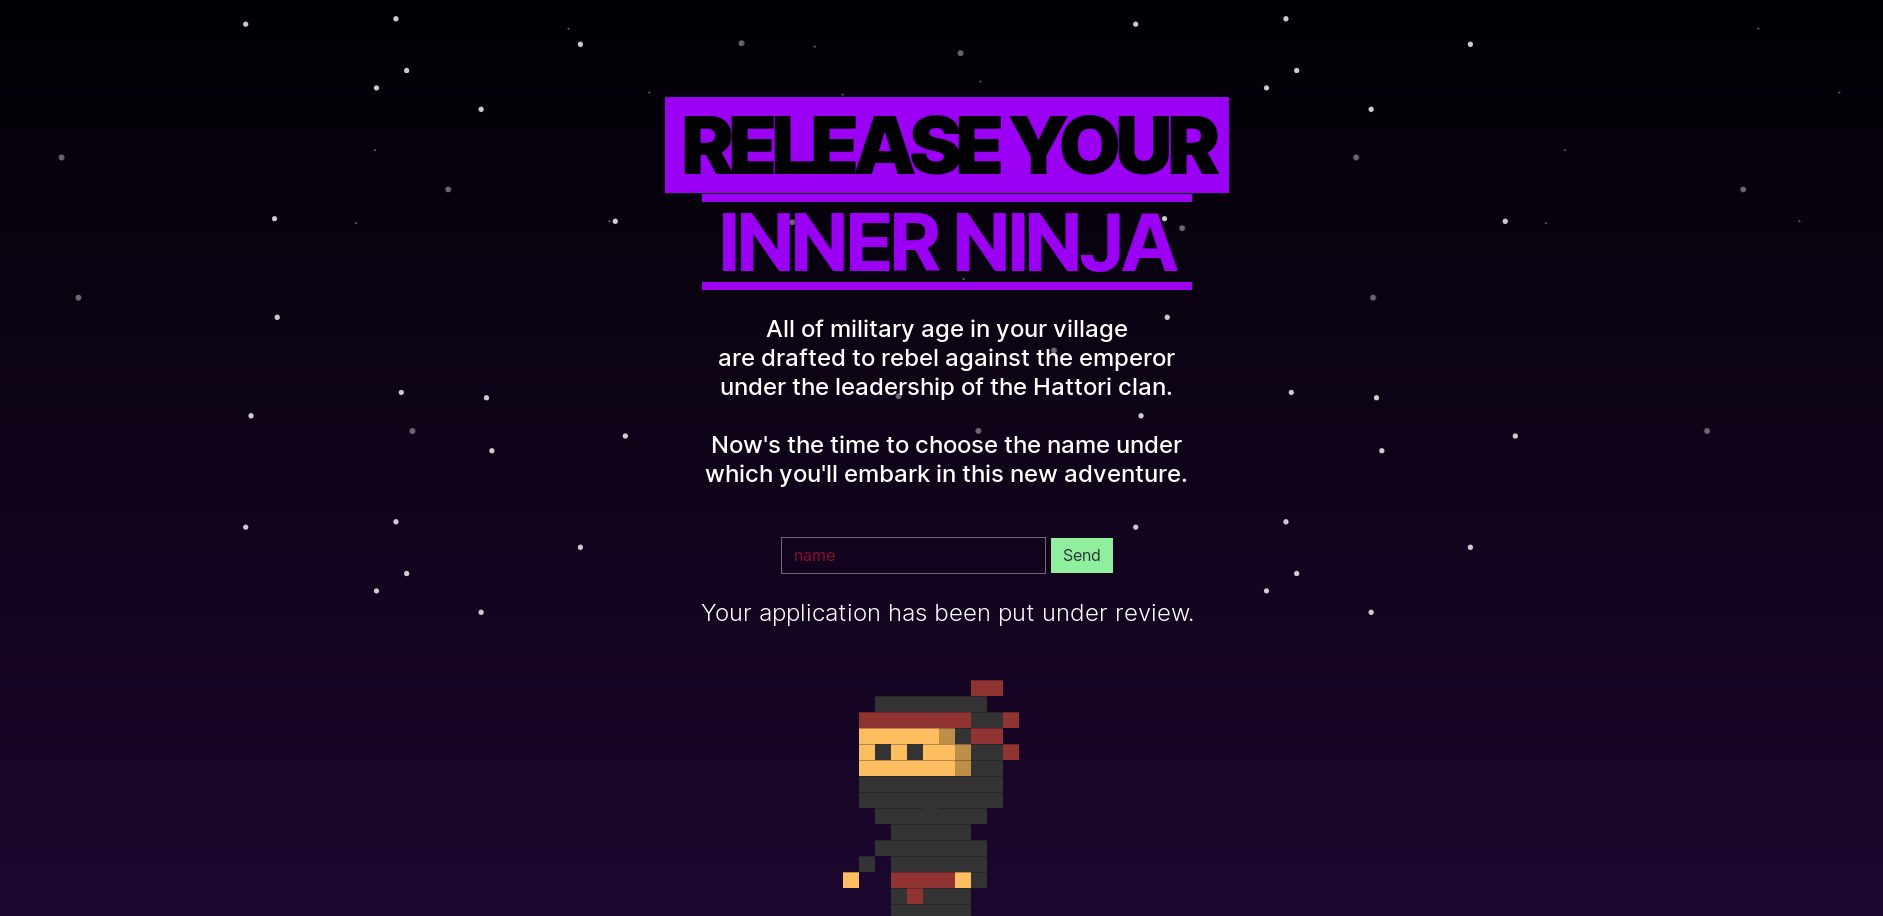 RELEASE YOUR
INNER NINJA
All of military age in your village
are drafted to rebel against the emperor
under the leadership of the Hattori clan.
Now's the time to choose the name under
which you'll embark in this new adventure.
name Send
Your application has been put under review.